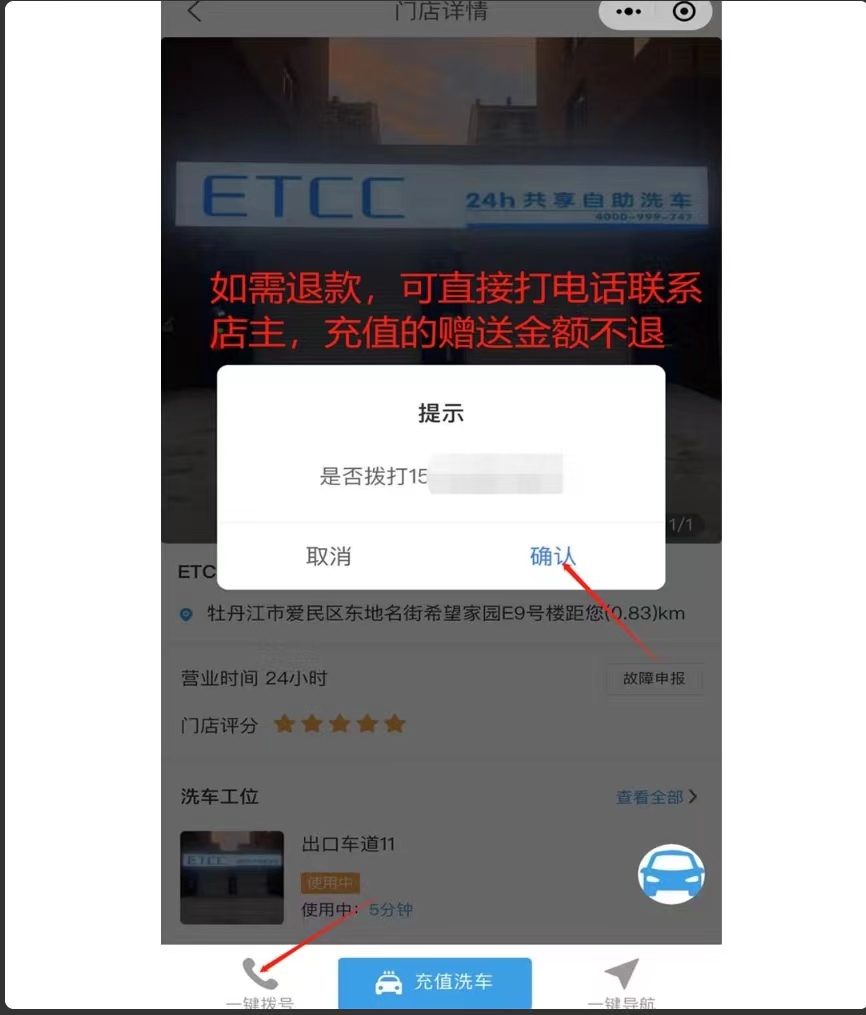 门店详情
ETCC
24h共享自助洗车
4000-999-747
如需退款，可直接打电话联系
店主，充值的赠送金额不退
提示
是否拨打15
取消
确认
1/1
ETC
牡丹江市爱民区东地名街希望家园E9号楼距您(0.83)km
营业时间 24小时
故障申报
门店评分
洗车工位
查看全部
ETCC
出口车道11
使用中
使用中：5分钟
一键拨号
充值洗车
一键导航